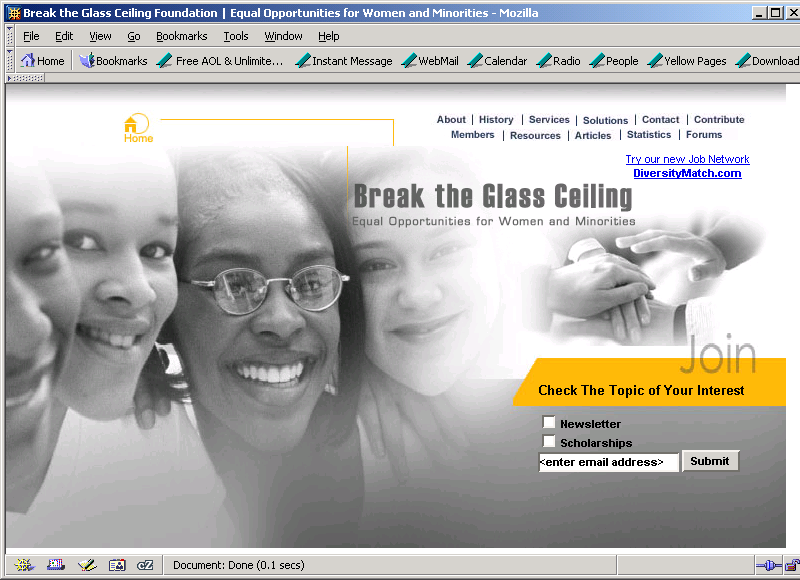 Break the Glass Ceiling Foundation | Equal Opportunities for Women and Minorities - Mozilla
File Edit View Go Bookmarks Tools Window Help
Home Bookmarks Free AOL & Unlimite... Instant Message WebMail Calendar Radio People Yellow Pages Download
About | History | Services | Solutions | Contact | Contribute
Members | Resources | Articles | Statistics | Forums
Home
Try our new Job Network
DiversityMatch.com
Break the Glass Ceiling
Equal Opportunities for Women and Minorities
Join
Check The Topic of Your Interest
Newsletter
Scholarships
<enter email address> Submit
Document: Done (0.1 secs)